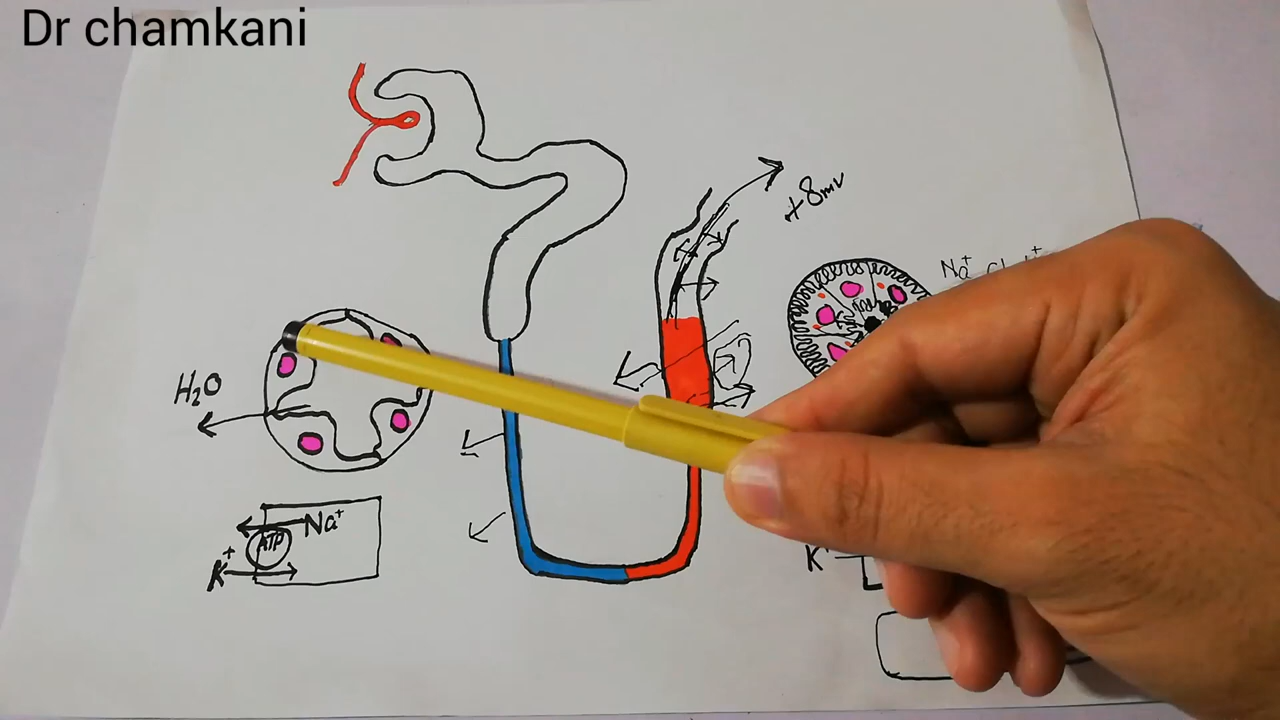 Dr chamkani
+8mv
Na+
H2O
Na+
ATP
K+
K+